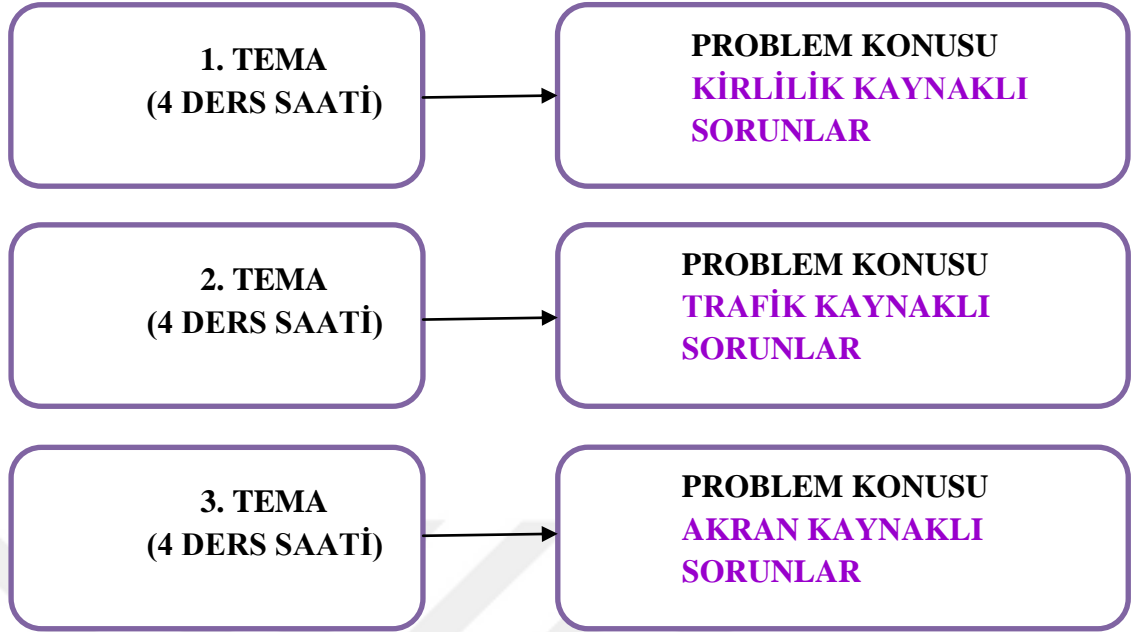 1. TEMA
(4 DERS SAATİ)
PROBLEM KONUSU
KİRLİLİK KAYNAKLI
SORUNLAR
2. TEMA
(4 DERS SAATİ)
PROBLEM KONUSU
TRAFİK KAYNAKLI
SORUNLAR
3. TEMA
(4 DERS SAATİ)
PROBLEM KONUSU
AKRAN KAYNAKLI
SORUNLAR